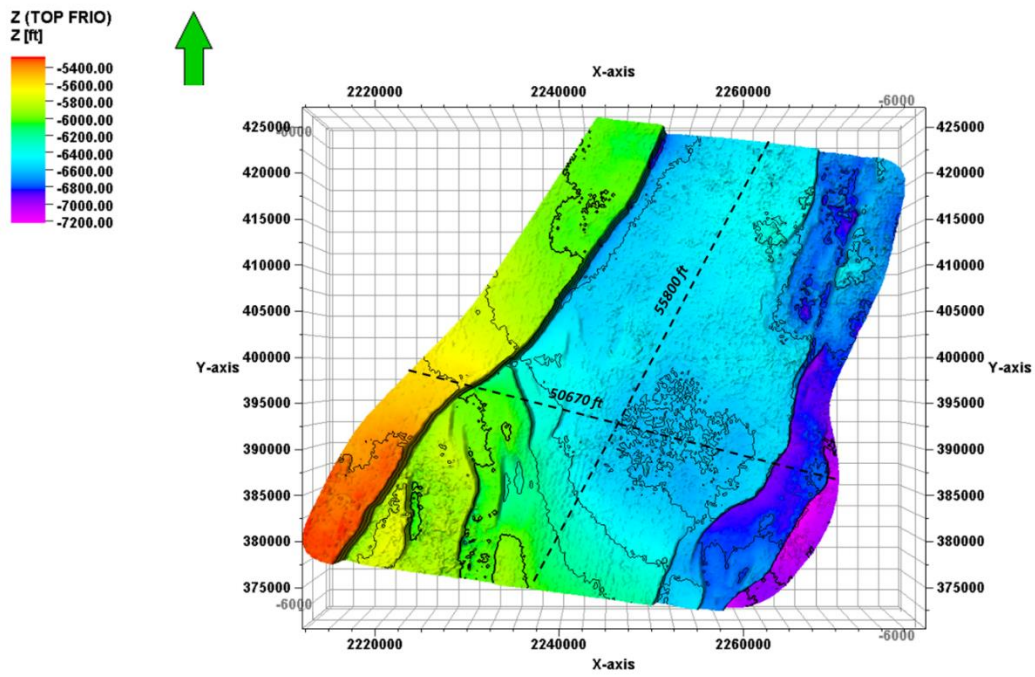 Z (TOP FRIO)
Z [ft]
-5400.00
-5600.00
-5800.00
-6000.00
-6200.00
-6400.00
-6600.00
-6800.00
-7000.00
-7200.00
X-axis
2220000 2240000 2260000
-6000
-6000
425000 425000
420000 420000
415000 415000
410000 410000
405000 405000
400000 400000
Y-axis Y-axis
395000 395000
390000 390000
385000 385000
380000 380000
375000 375000
55800 ft
50670 ft
-6000
-6000
2220000 2240000 2260000
X-axis